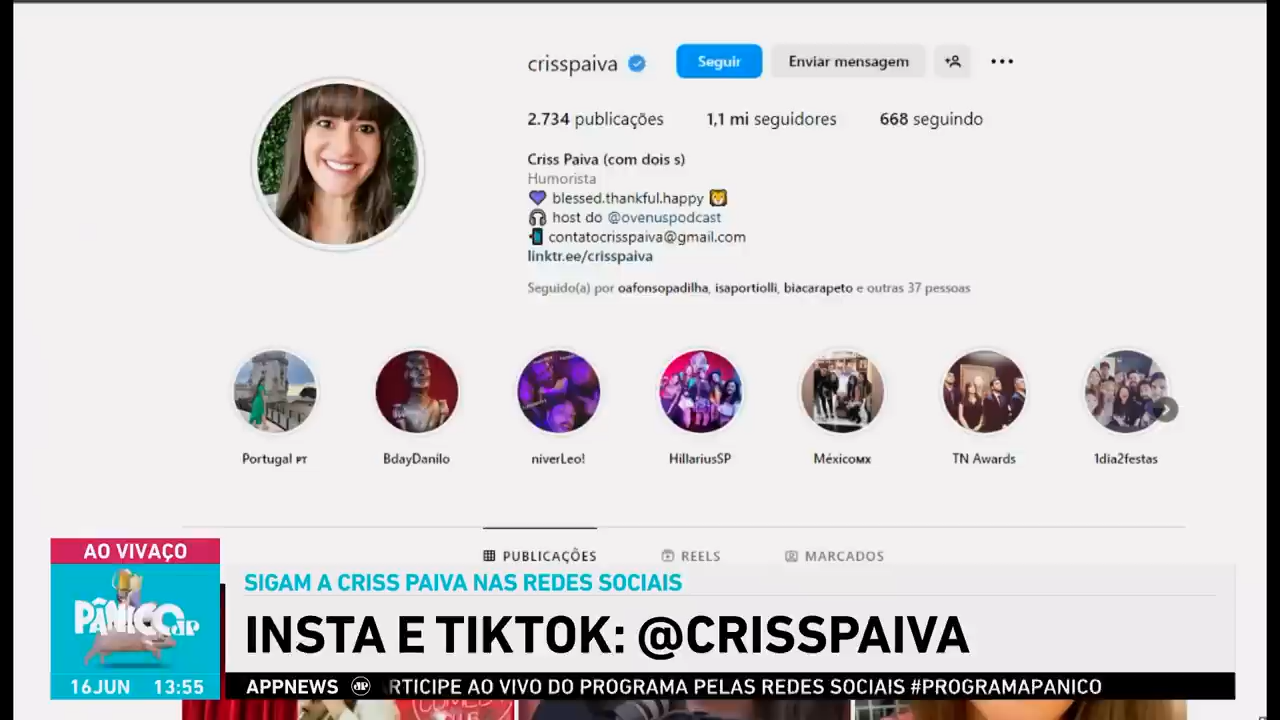 crisspaiva
Seguir
Enviar mensagem
2.734 publicações
1,1 mi seguidores
668 seguindo
Criss Paiva (com dois s)
Humorista
💜 blessed.thankful.happy 🦁
🎧 host do @ovenuspodcast
📲 contatocrisspaiva@gmail.com
linktr.ee/crisspaiva
Seguido(a) por oafonsopadilha, isaportiolli, biacarapeto e outras 37 pessoas
Portugal PT
BdayDanilo
niverLeo!
HillariusSP
MéxicoMX
TN Awards
1dia2festas
PUBLICAÇÕES
REELS
MARCADOS
AO VIVAÇO
PÂNICO JP
16JUN 13:55
SIGAM A CRISS PAIVA NAS REDES SOCIAIS
INSTA E TIKTOK: @CRISSPAIVA
APPNEWS JP RTICIPE AO VIVO DO PROGRAMA PELAS REDES SOCIAIS #PROGRAMAPANICO